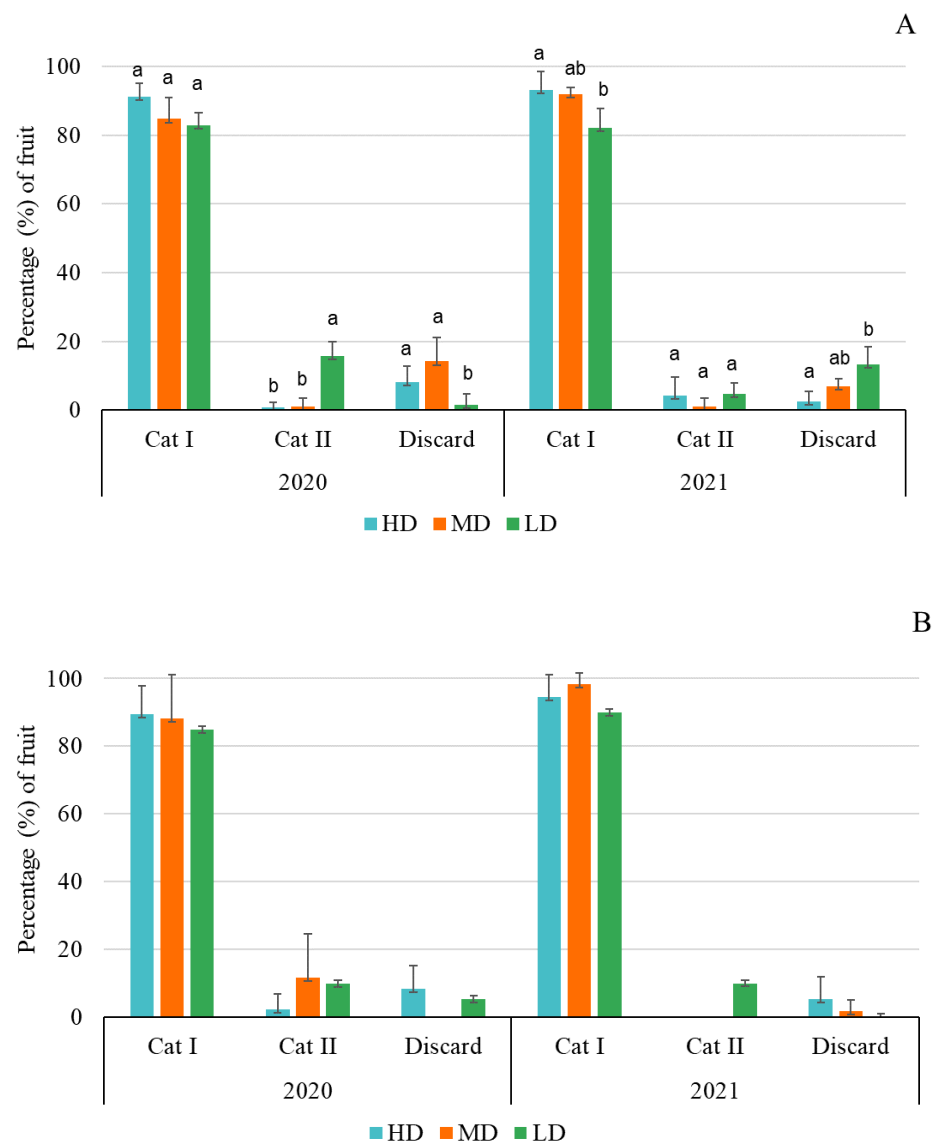 A
Percentage (%) of fruit
100
80
60
40
20
0
a a a
b b a
a a b
a ab b
a a a
a ab b
Cat I Cat II Discard Cat I Cat II Discard
2020 2021
HD MD LD
B
Percentage (%) of fruit
100
80
60
40
20
0
Cat I Cat II Discard Cat I Cat II Discard
2020 2021
HD MD LD